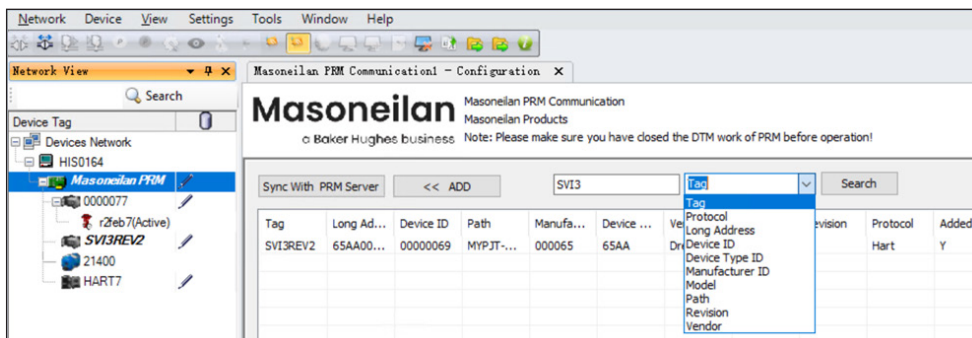 Network Device View Settings Tools Window Help
Network View
Masoneilan PRM Communication1 - Configuration
Search
Device Tag
Devices Network
HIS0164
Masoneilan PRM
0000077
r2feb7(Active)
SVI3REV2
21400
HART7
Masoneilan
a Baker Hughes business
Masoneilan PRM Communication
Masoneilan Products
Note: Please make sure you have closed the DTM work of PRM before operation!
Sync With PRM Server << ADD SVI3 Tag Search
Tag Long Ad... Device ID Path Manufa... Device ... Protocol Added
SVI3REV2 65AA00... 00000069 MYPJT-... 000065 65AA Hart Y
Tag
Protocol
Long Address
Device ID
Device Type ID
Manufacturer ID
Model
Path
Revision
Vendor